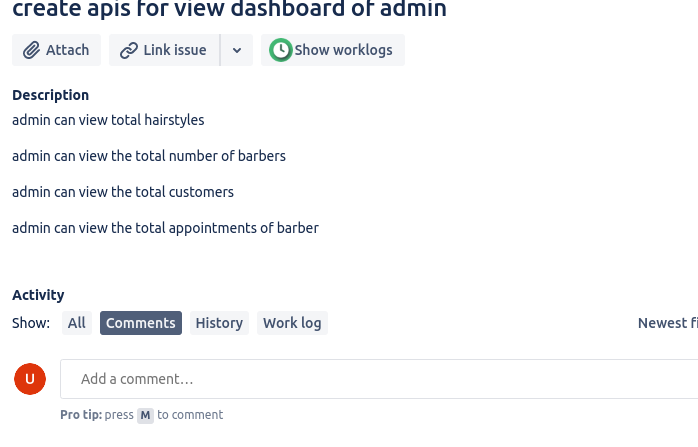 create apis for view dashboard of admin
Attach Link issue Show worklogs
Description
admin can view total hairstyles
admin can view the total number of barbers
admin can view the total customers
admin can view the total appointments of barber
Activity
Show: All Comments History Work log Newest fi
U Add a comment…
Pro tip: press M to comment